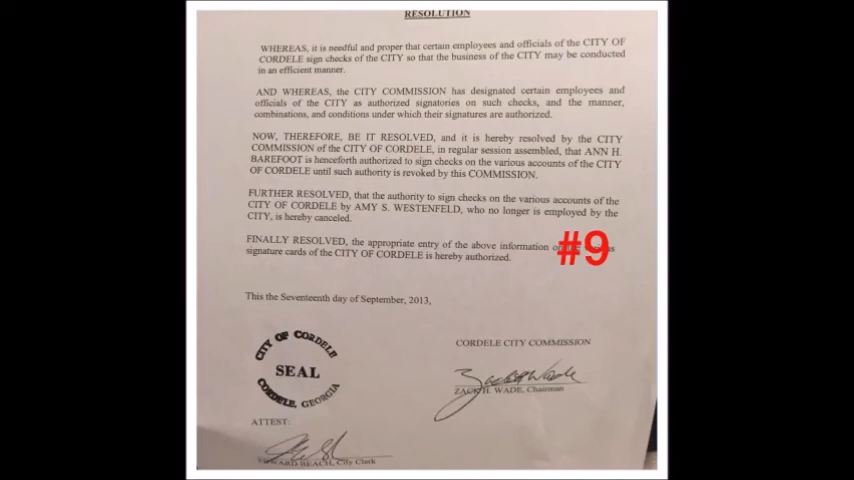 RESOLUTION
WHEREAS, it is needful and proper that certain employees and officials of the CITY OF
CORDELE sign checks of the CITY so that the business of the CITY may be conducted
in an efficient manner.
AND WHEREAS, the CITY COMMISSION has designated certain employees and
officials of the CITY as authorized signatories on such checks, and the manner,
combinations, and conditions under which their signatures are authorized.
NOW, THEREFORE, BE IT RESOLVED, and it is hereby resolved by the CITY
COMMISSION of the CITY OF CORDELE, in regular session assembled, that ANN H.
BAREFOOT is henceforth authorized to sign checks on the various accounts of the CITY
OF CORDELE until such authority is revoked by this COMMISSION.
FURTHER RESOLVED, that the authority to sign checks on the various accounts of the
CITY OF CORDELE by AMY S. WESTENFELD, who no longer is employed by the
CITY, is hereby canceled.
FINALLY RESOLVED, the appropriate entry of the above information
signature cards of the CITY OF CORDELE is hereby authorized.
#9
This the Seventeenth day of September, 2013,
CITY OF CORDELE
SEAL
CORDELE, GEORGIA
CORDELE CITY COMMISSION
Zack H Wade
ZACK H. WADE, Chairman
ATTEST:
EDWARD BEACH, City Clerk